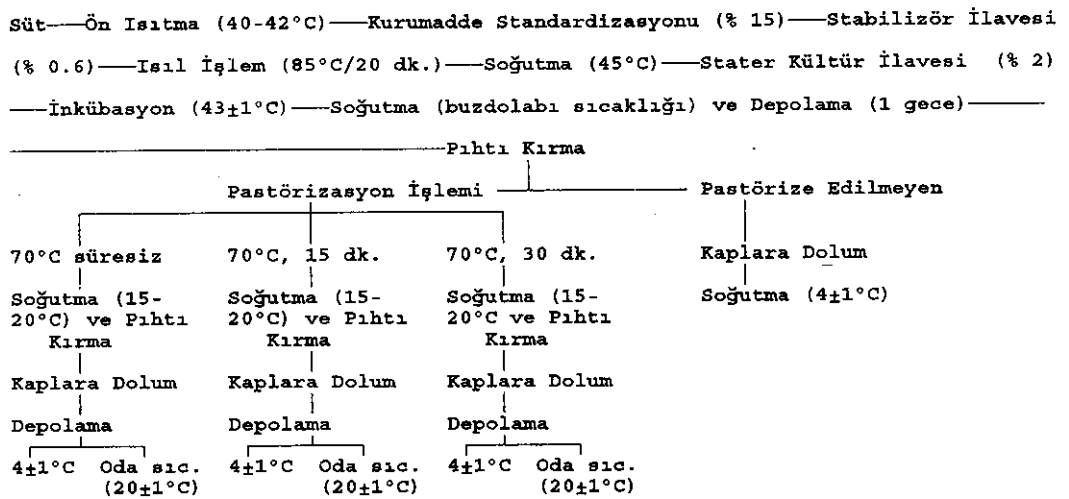 Süt——Ön Isıtma (40-42°C)——Kurumadde Standardizasyonu (% 15)——Stabilizör İlavesi
(% 0.6)——Isıl İşlem (85°C/20 dk.)——Soğutma (45°C)——Stater Kültür İlavesi (% 2)
——İnkübasyon (43±1°C)——Soğutma (buzdolabı sıcaklığı) ve Depolama (1 gece)——
Pıhtı Kırma
Pastörizasyon İşlemi Pastörize Edilmeyen
70°C süresiz 70°C, 15 dk. 70°C, 30 dk. Kaplara Dolum
Soğutma (15- Soğutma (15- Soğutma (15- Soğutma (4±1°C)
20°C) ve Pıhtı 20°C) ve Pıhtı 20°C ve Pıhtı
Kırma Kırma Kırma
Kaplara Dolum Kaplara Dolum Kaplara Dolum
Depolama Depolama Depolama
4±1°C Oda sıc. 4±1°C Oda sıc. 4±1°C Oda sıc.
(20±1°C) (20±1°C) (20±1°C)